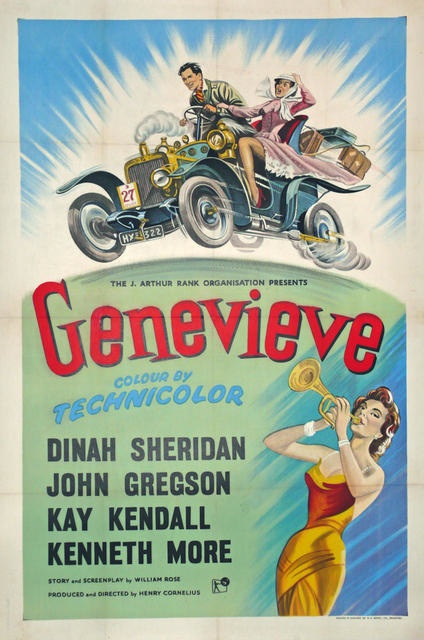 27
HY 322
THE J. ARTHUR RANK ORGANISATION PRESENTS
Genevieve
COLOUR BY
TECHNICOLOR
DINAH SHERIDAN
JOHN GREGSON
KAY KENDALL
KENNETH MORE
STORY AND SCREENPLAY BY WILLIAM ROSE
PRODUCED AND DIRECTED BY HENRY CORNELIUS